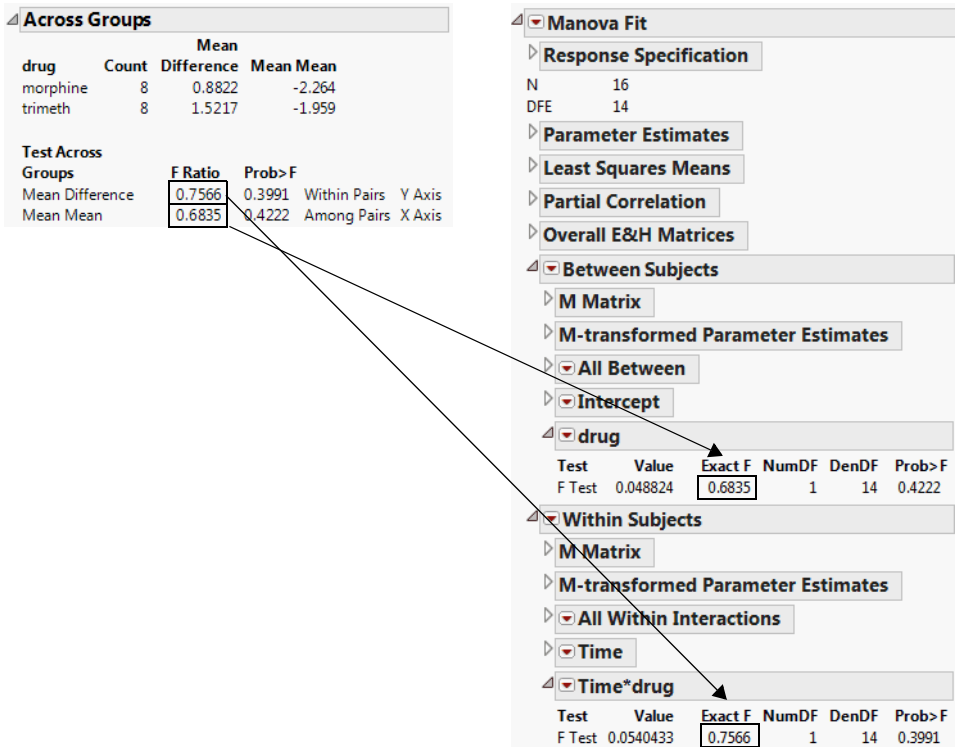 Across Groups
Mean
drug Count Difference Mean Mean
morphine 8 0.8822 -2.264
trimeth 8 1.5217 -1.959
Test Across
Groups F Ratio Prob>F
Mean Difference 0.7566 0.3991 Within Pairs Y Axis
Mean Mean 0.6835 0.4222 Among Pairs X Axis
Manova Fit
Response Specification
N 16
DFE 14
Parameter Estimates
Least Squares Means
Partial Correlation
Overall E&H Matrices
Between Subjects
M Matrix
M-transformed Parameter Estimates
All Between
Intercept
drug
Test Value Exact F NumDF DenDF Prob>F
F Test 0.048824 0.6835 1 14 0.4222
Within Subjects
M Matrix
M-transformed Parameter Estimates
All Within Interactions
Time
Time*drug
Test Value Exact F NumDF DenDF Prob>F
F Test 0.0540433 0.7566 1 14 0.3991